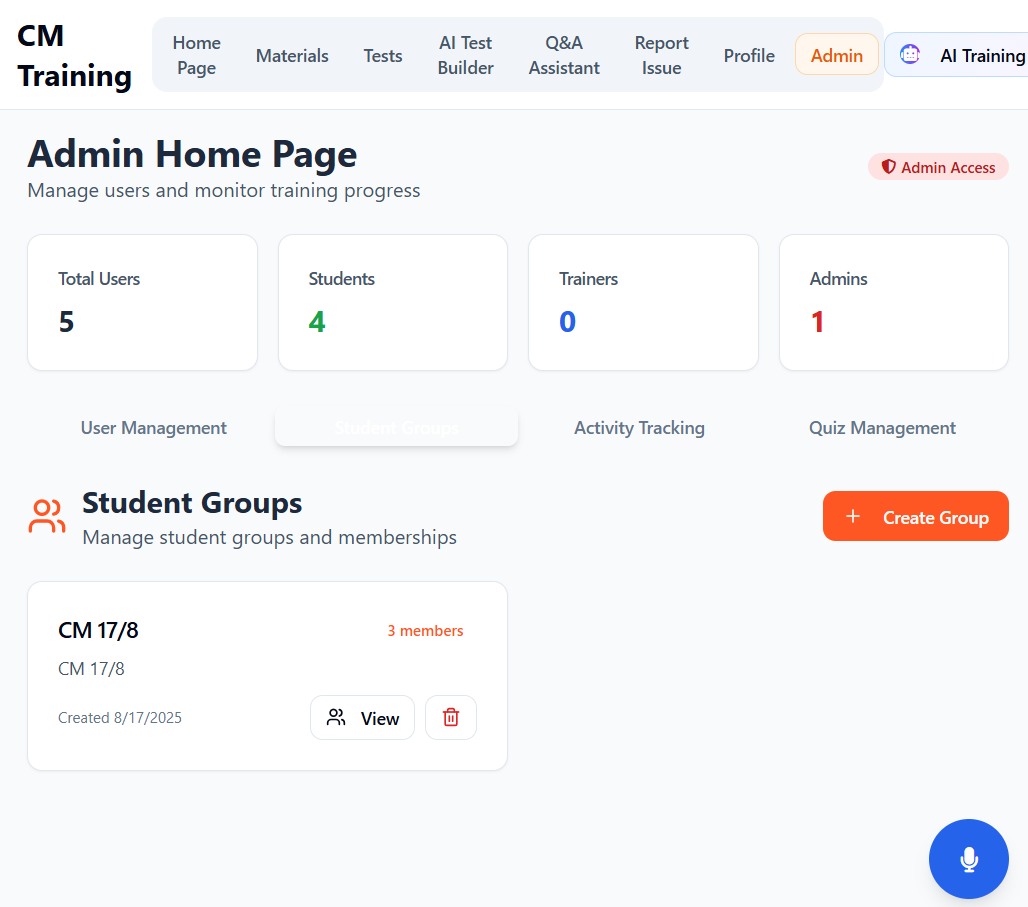 CM
Training
Home
Page
Materials
Tests
AI Test
Builder
Q&A
Assistant
Report
Issue
Profile
Admin
AI Training
Admin Home Page
Manage users and monitor training progress
Admin Access
Total Users
5
Students
4
Trainers
0
Admins
1
User Management
Student Groups
Activity Tracking
Quiz Management
Student Groups
Manage student groups and memberships
+ Create Group
CM 17/8
3 members
CM 17/8
Created 8/17/2025
View